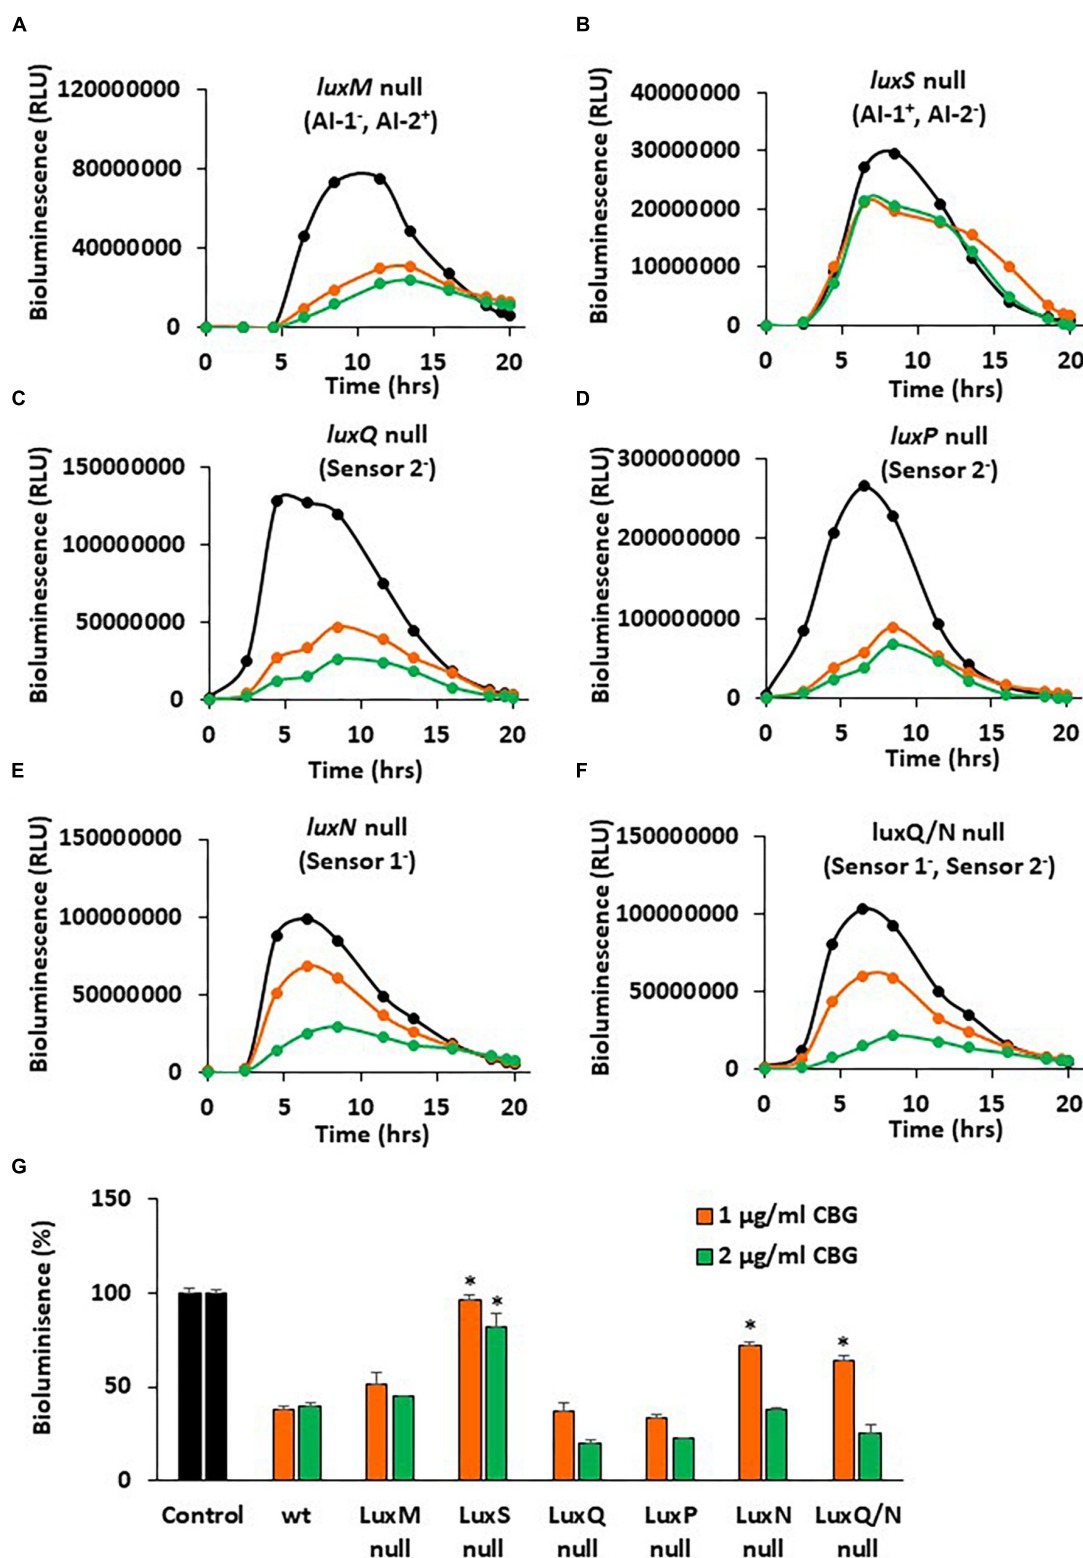 A
luxM null
(AI-1-, AI-2+)
Bioluminescence (RLU)
120000000
80000000
40000000
0
0 5 10 15 20
Time (hrs)
B
luxS null
(AI-1+, AI-2-)
Bioluminescence (RLU)
40000000
30000000
20000000
10000000
0
0 5 10 15 20
Time (hrs)
C
luxQ null
(Sensor 2-)
Bioluminescence (RLU)
150000000
100000000
50000000
0
0 5 10 15 20
Time (hrs)
D
luxP null
(Sensor 2-)
Bioluminescence (RLU)
300000000
200000000
100000000
0
0 5 10 15 20
Time (hrs)
E
luxN null
(Sensor 1-)
Bioluminescence (RLU)
150000000
100000000
50000000
0
0 5 10 15 20
Time (hrs)
F
luxQ/N null
(Sensor 1-, Sensor 2-)
Bioluminescence (RLU)
150000000
100000000
50000000
0
0 5 10 15 20
Time (hrs)
G
Bioluminisence (%)
150
100
50
0
1 µg/ml CBG
2 µg/ml CBG
* * * *
Control wt LuxM LuxS LuxQ LuxP LuxN LuxQ/N
null null null null null null